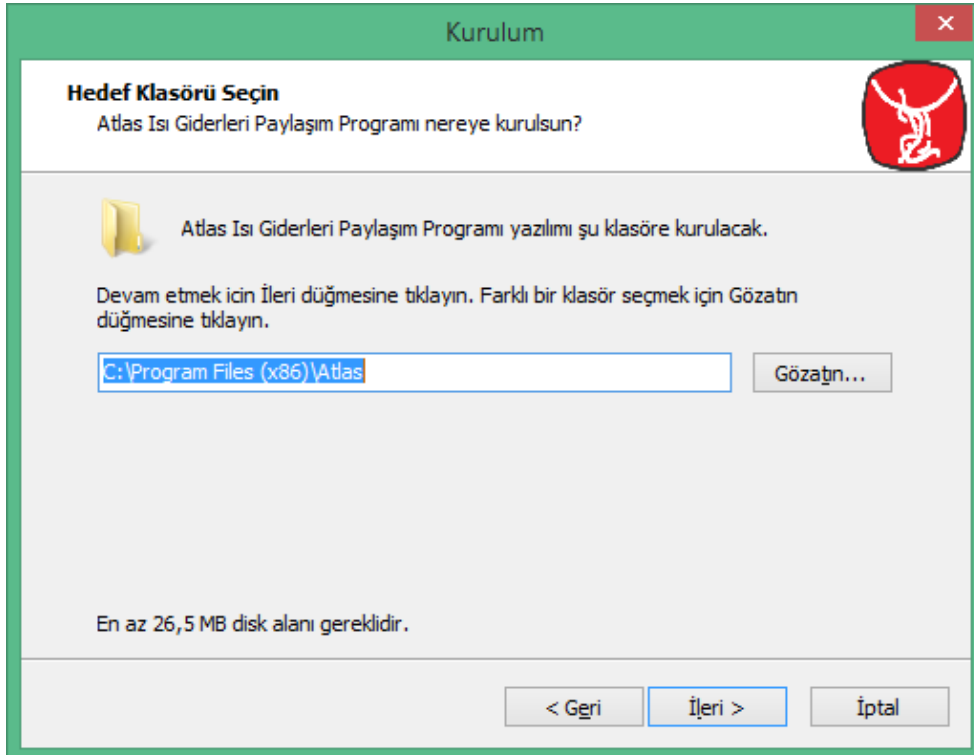 Kurulum
Hedef Klasörü Seçin
Atlas Isı Giderleri Paylaşım Programı nereye kurulsun?
Atlas Isı Giderleri Paylaşım Programı yazılımı şu klasöre kurulacak.
Devam etmek icin İleri düğmesine tıklayın. Farklı bir klasör seçmek için Gözatın
düğmesine tıklayın.
C:\Program Files (x86)\Atlas
Gözatın...
En az 26,5 MB disk alanı gereklidir.
< Geri
İleri >
İptal